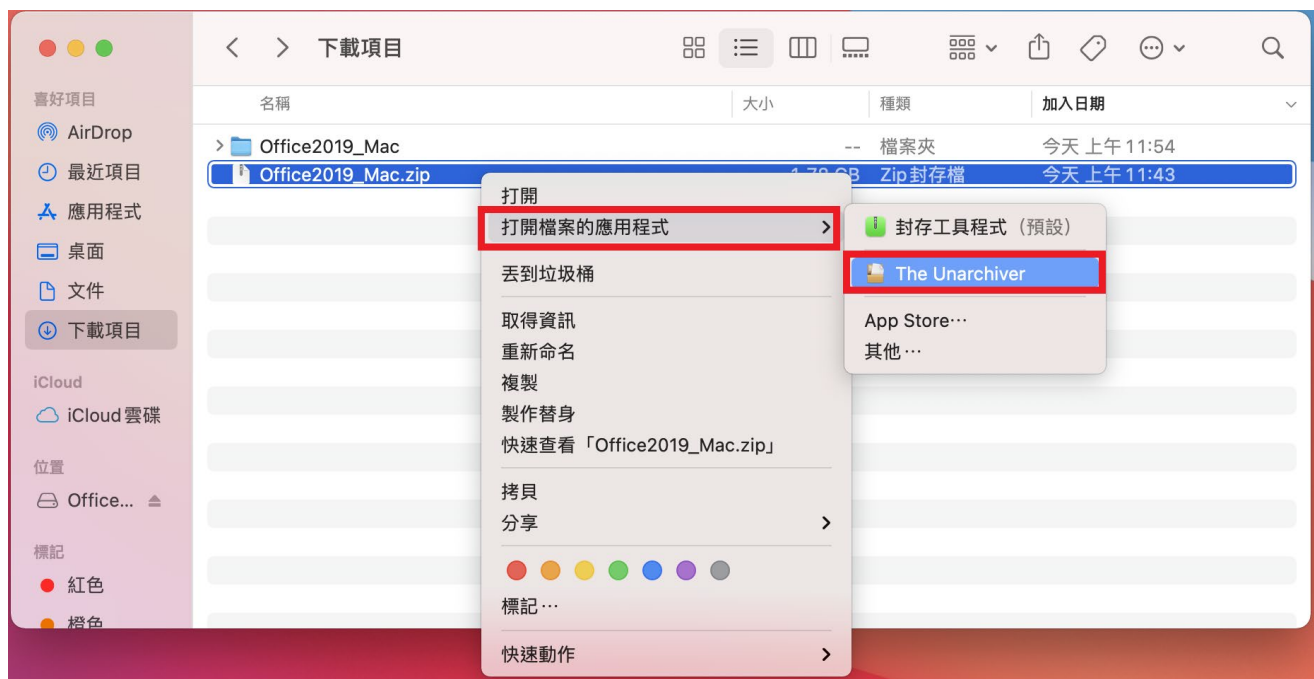 下載項目
喜好項目
AirDrop
最近項目
應用程式
桌面
文件
下載項目
iCloud
iCloud雲碟
位置
Office...
標記
紅色
橙色
名稱 大小 種類 加入日期
Office2019_Mac -- 檔案夾 今天 上午11:54
Office2019_Mac.zip 1.78 GB Zip封存檔 今天 上午11:43
打開
打開檔案的應用程式
丟到垃圾桶
取得資訊
重新命名
複製
製作替身
快速查看「Office2019_Mac.zip」
拷貝
分享
標記…
快速動作
封存工具程式（預設）
The Unarchiver
App Store…
其他…